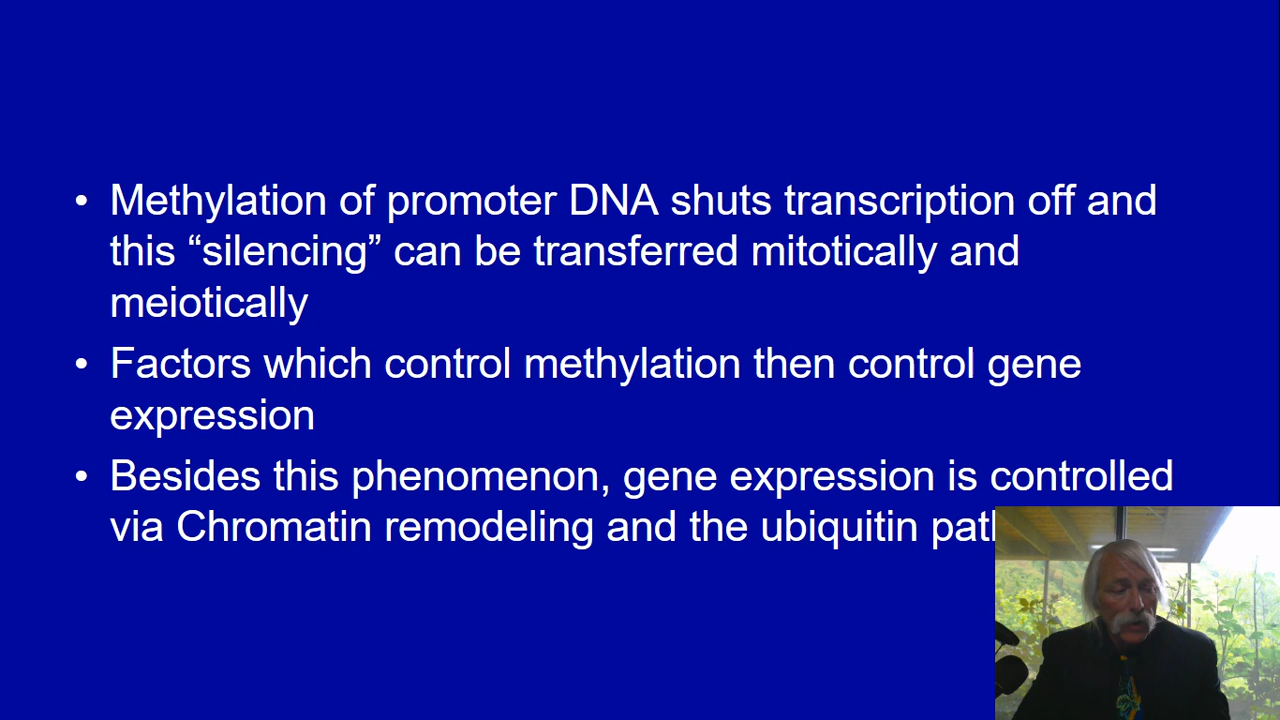 • Methylation of promoter DNA shuts transcription off and
this “silencing” can be transferred mitotically and
meiotically
• Factors which control methylation then control gene
expression
• Besides this phenomenon, gene expression is controlled
via Chromatin remodeling and the ubiquitin